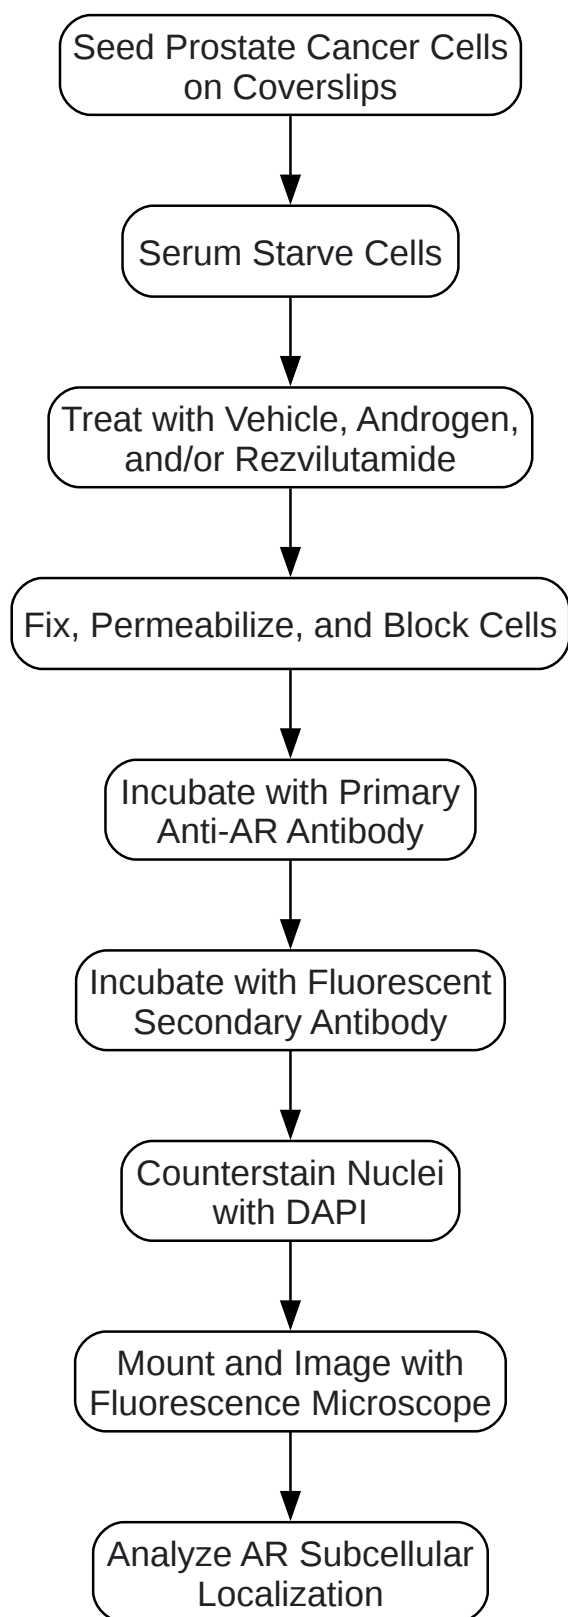 Seed Prostate Cancer Cells
on Coverslips
Serum Starve Cells
Treat with Vehicle, Androgen,
and/or Rezvilutamide
Fix, Permeabilize, and Block Cells
Incubate with Primary
Anti-AR Antibody
Incubate with Fluorescent
Secondary Antibody
Counterstain Nuclei
with DAPI
Mount and Image with
Fluorescence Microscope
Analyze AR Subcellular
Localization